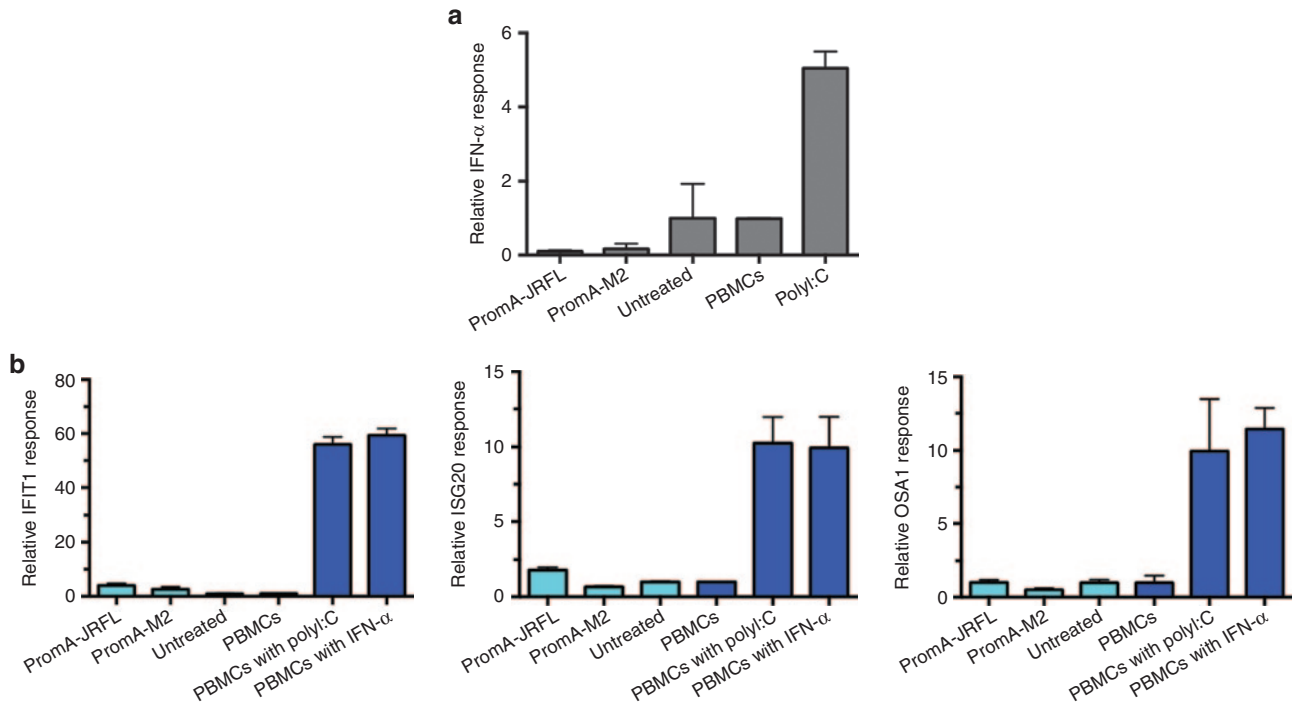 a
Relative IFN-α response
6
4
2
0
PromA-JRFL
PromA-M2
Untreated
PBMCs
PolyI:C
b
Relative IFIT1 response
80
60
40
20
0
PromA-JRFL
PromA-M2
Untreated
PBMCs
PBMCs with polyI:C
PBMCs with IFN-α
Relative ISG20 response
15
10
5
0
PromA-JRFL
PromA-M2
Untreated
PBMCs
PBMCs with polyI:C
PBMCs with IFN-α
Relative OSA1 response
15
10
5
0
PromA-JRFL
PromA-M2
Untreated
PBMCs
PBMCs with polyI:C
PBMCs with IFN-α